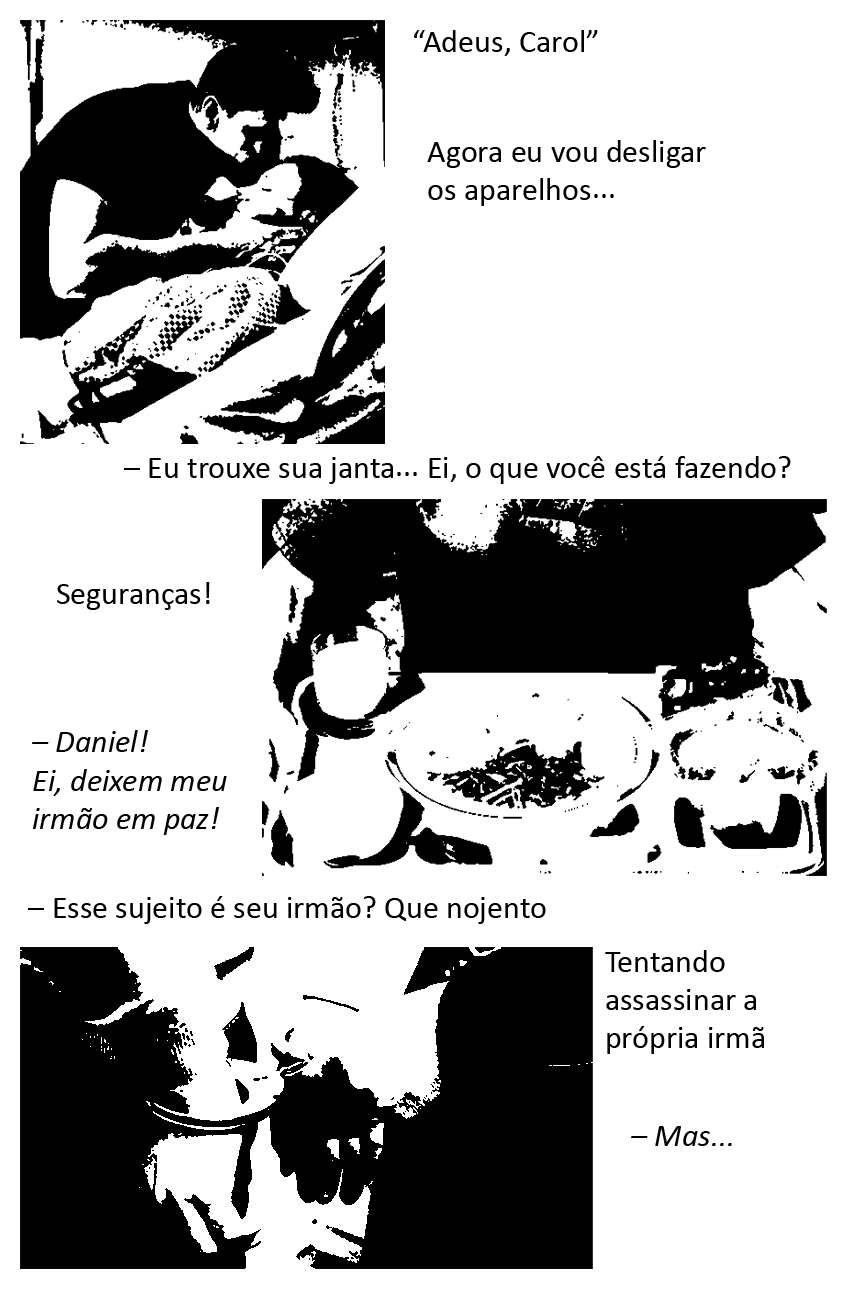 “Adeus, Carol”
Agora eu vou desligar
os aparelhos...
– Eu trouxe sua janta... Ei, o que você está fazendo?
Seguranças!
– Daniel!
Ei, deixem meu
irmão em paz!
– Esse sujeito é seu irmão? Que nojento
Tentando
assassinar a
própria irmã
– Mas...